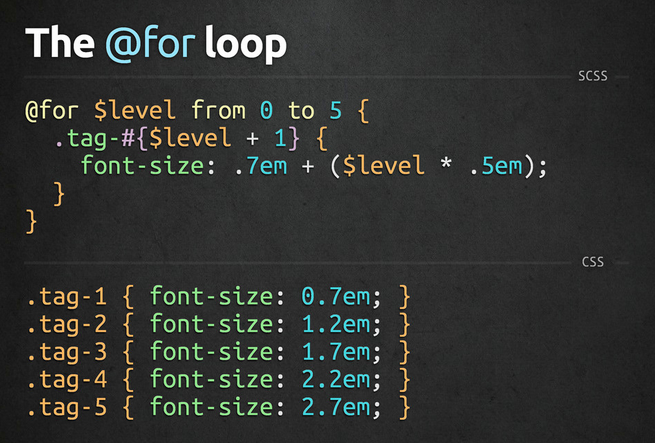 The @for loop
SCSS
@for $level from 0 to 5 {
  .tag-#{$level + 1} {
    font-size: .7em + ($level * .5em);
  }
}
CSS
.tag-1 { font-size: 0.7em; }
.tag-2 { font-size: 1.2em; }
.tag-3 { font-size: 1.7em; }
.tag-4 { font-size: 2.2em; }
.tag-5 { font-size: 2.7em; }